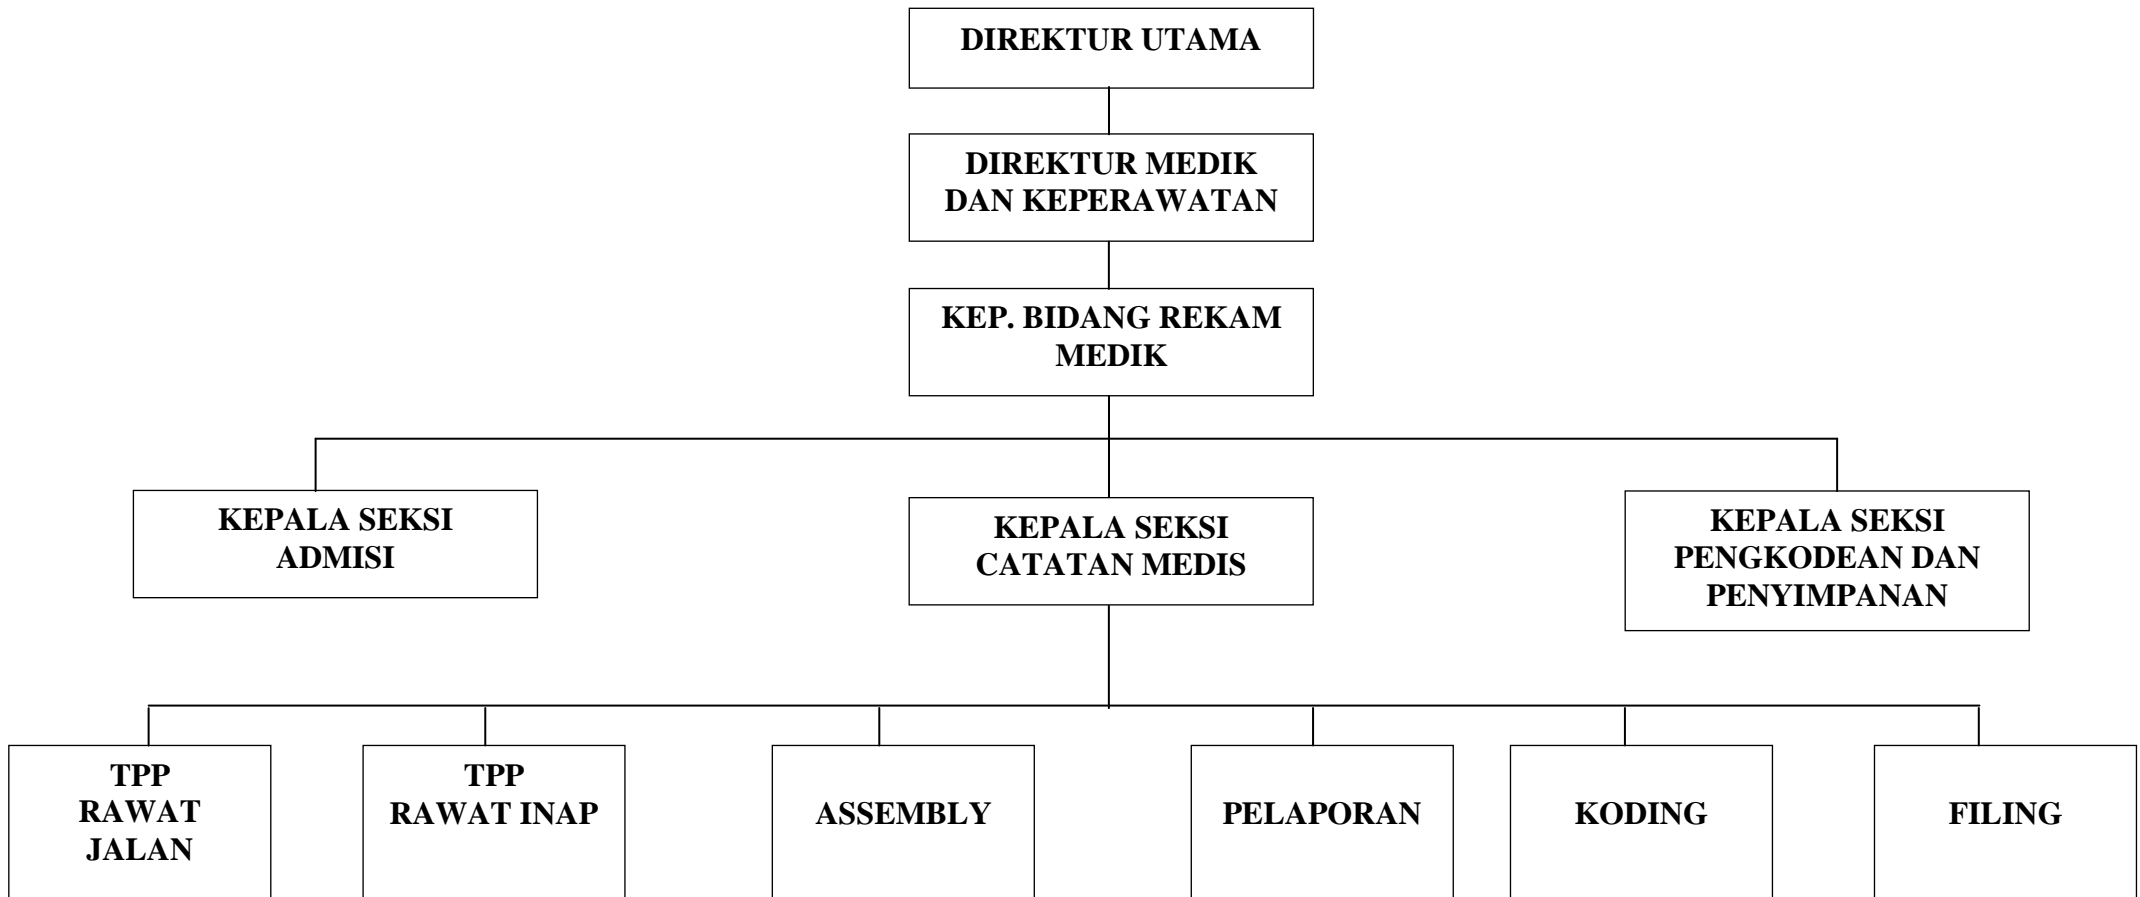 DIREKTUR UTAMA
DIREKTUR MEDIK
DAN KEPERAWATAN
KEP. BIDANG REKAM
MEDIK
KEPALA SEKSI
ADMISI
KEPALA SEKSI
CATATAN MEDIS
KEPALA SEKSI
PENGKODEAN DAN
PENYIMPANAN
TPP
RAWAT
JALAN
TPP
RAWAT INAP
ASSEMBLY
PELAPORAN
KODING
FILING